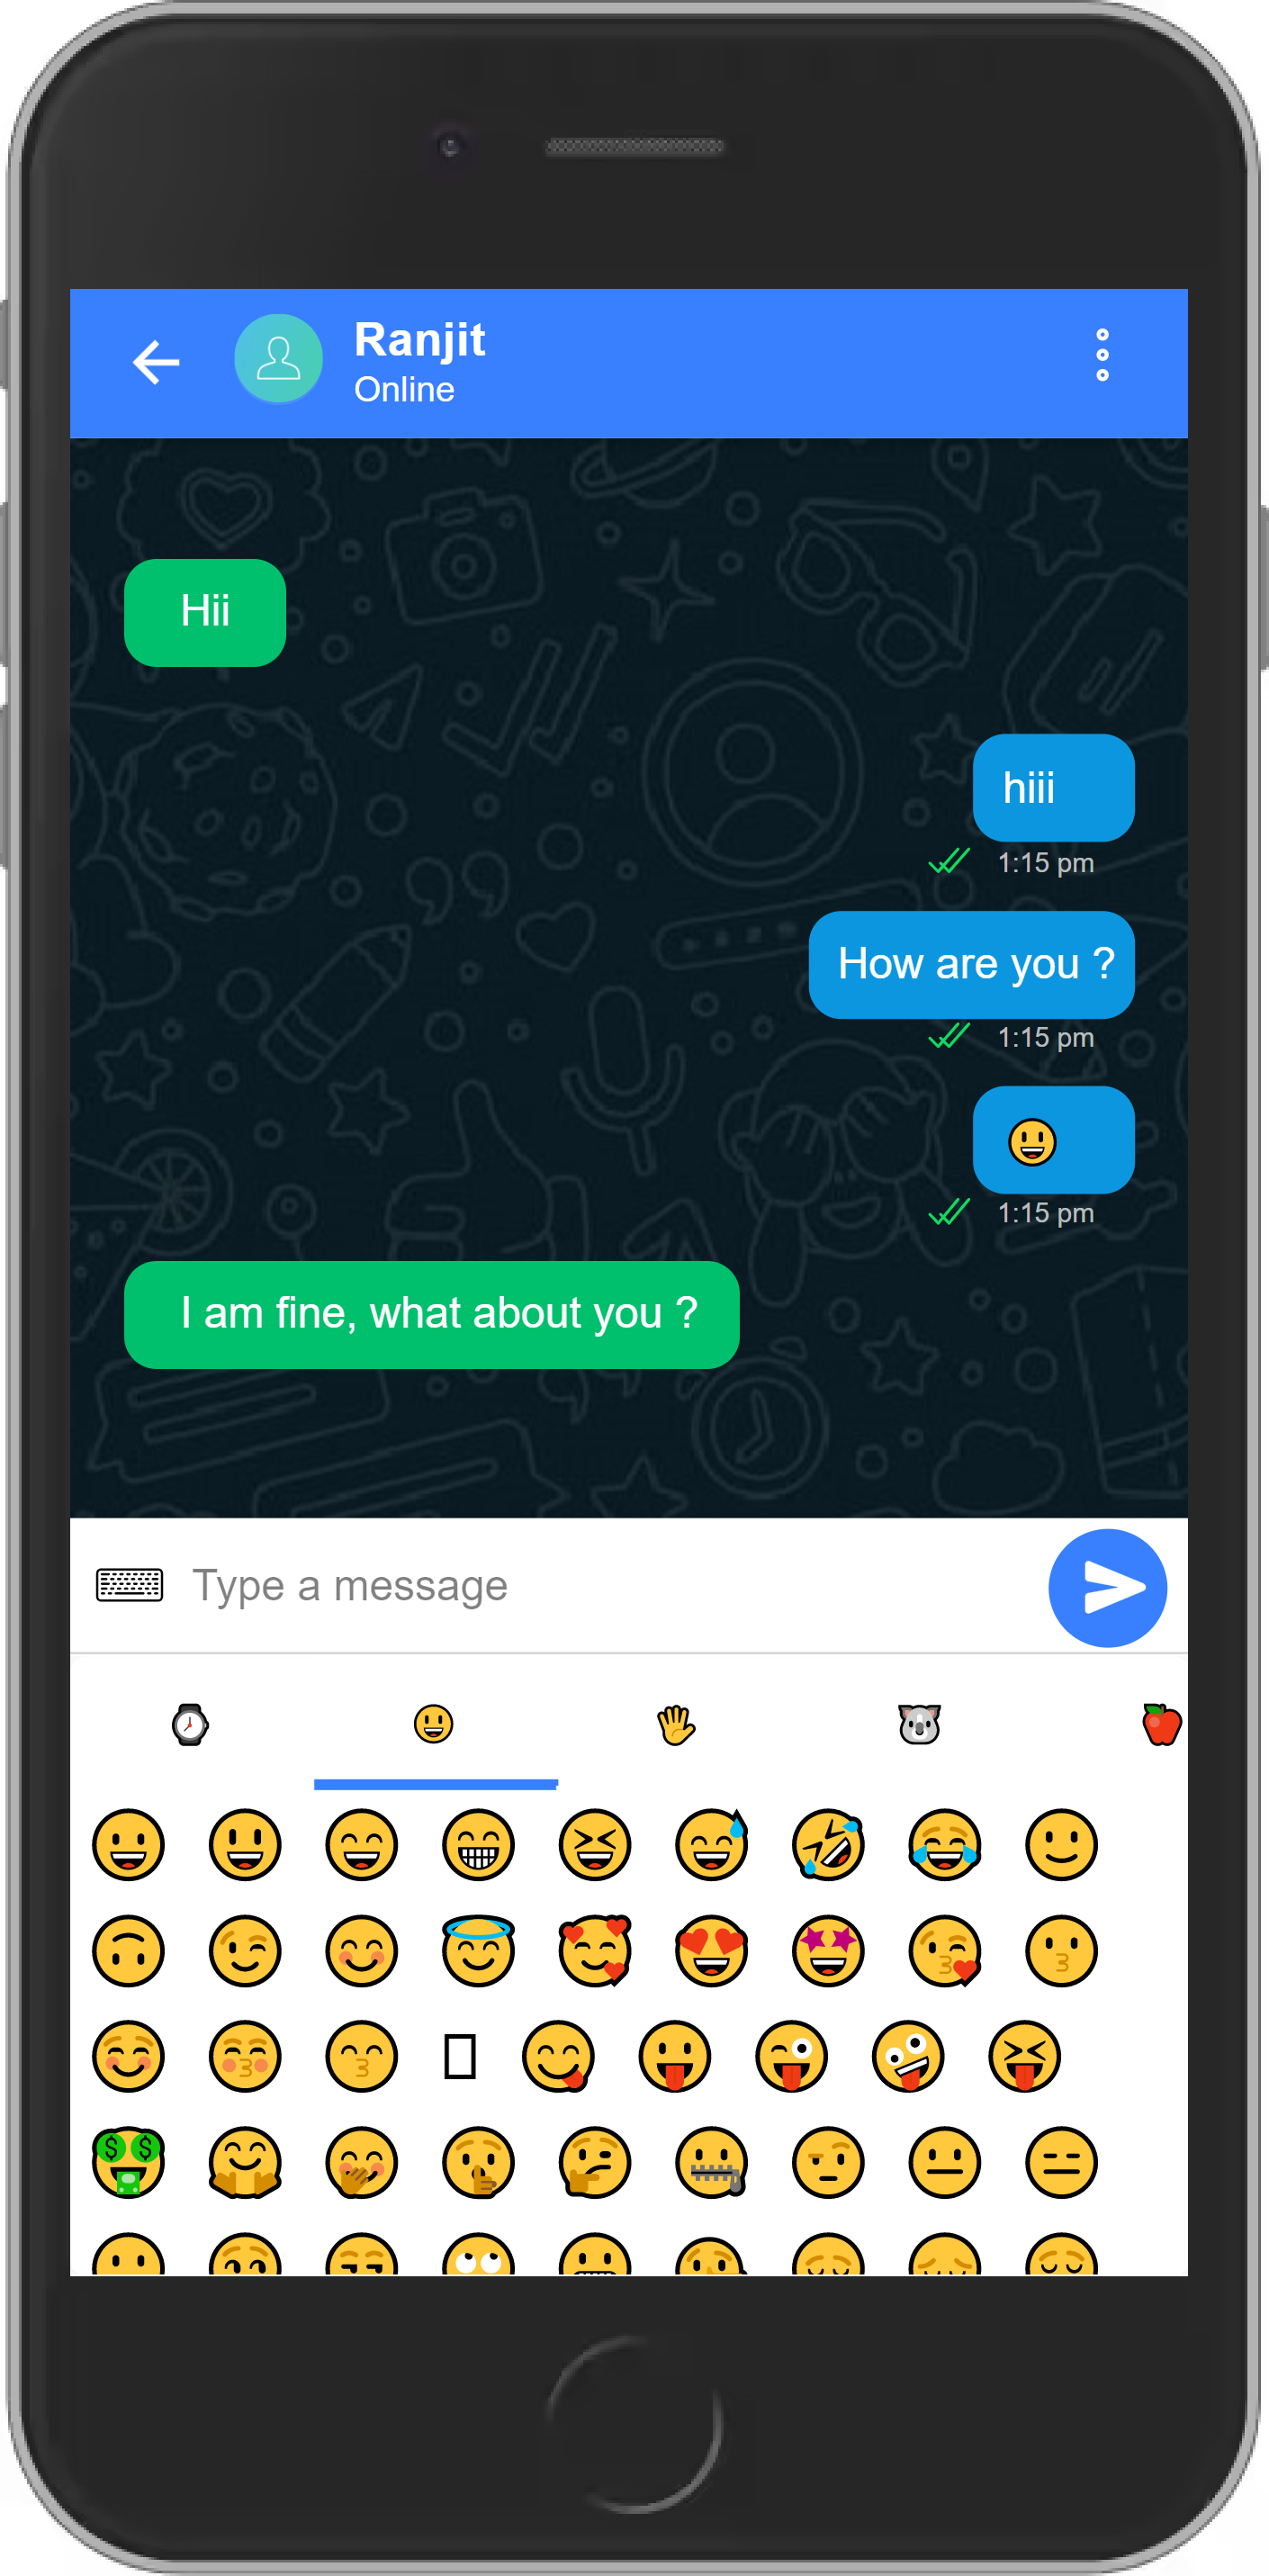 Ranjit
Online
Hii
hiii
1:15 pm
How are you ?
1:15 pm
😃
1:15 pm
I am fine, what about you ?
Type a message